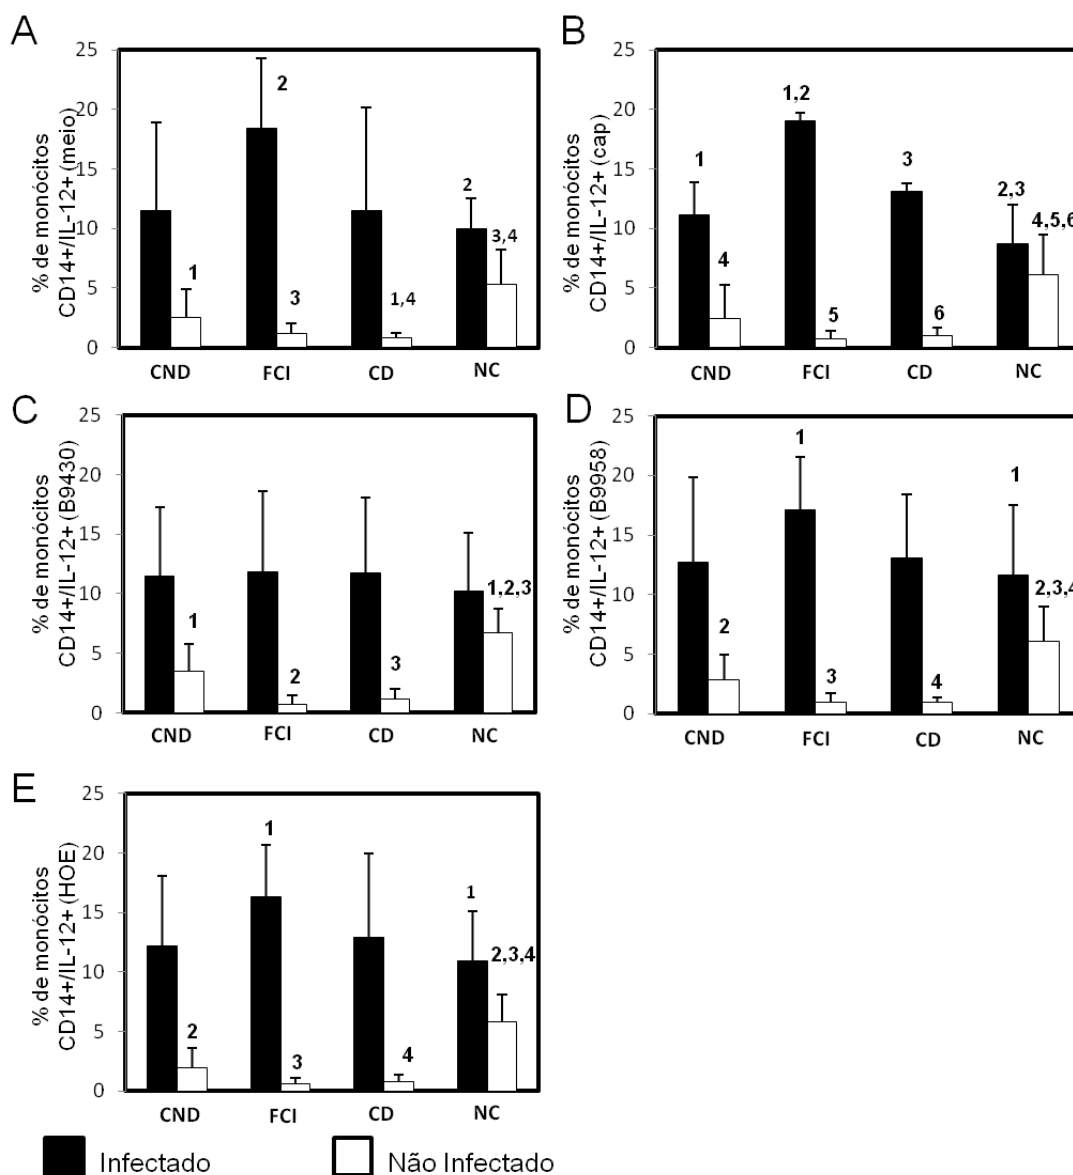 A
% de monócitos
CD14+/IL-12+ (meio)
25
20
15
10
5
0
1
2
3
1,4
2
3,4
CND FCI CD NC
B
% de monócitos
CD14+/IL-12+ (cap)
25
20
15
10
5
0
1
4
1,2
5
3
6
2,3
4,5,6
CND FCI CD NC
C
% de monócitos
CD14+/IL-12+ (B9430)
25
20
15
10
5
0
1
2
3
1,2,3
CND FCI CD NC
D
% de monócitos
CD14+/IL-12+ (B9958)
25
20
15
10
5
0
2
1
3
4
1
2,3,4
CND FCI CD NC
E
% de monócitos
CD14+/IL-12+ (HOE)
25
20
15
10
5
0
2
1
3
4
1
2,3,4
CND FCI CD NC
Infectado Não Infectado